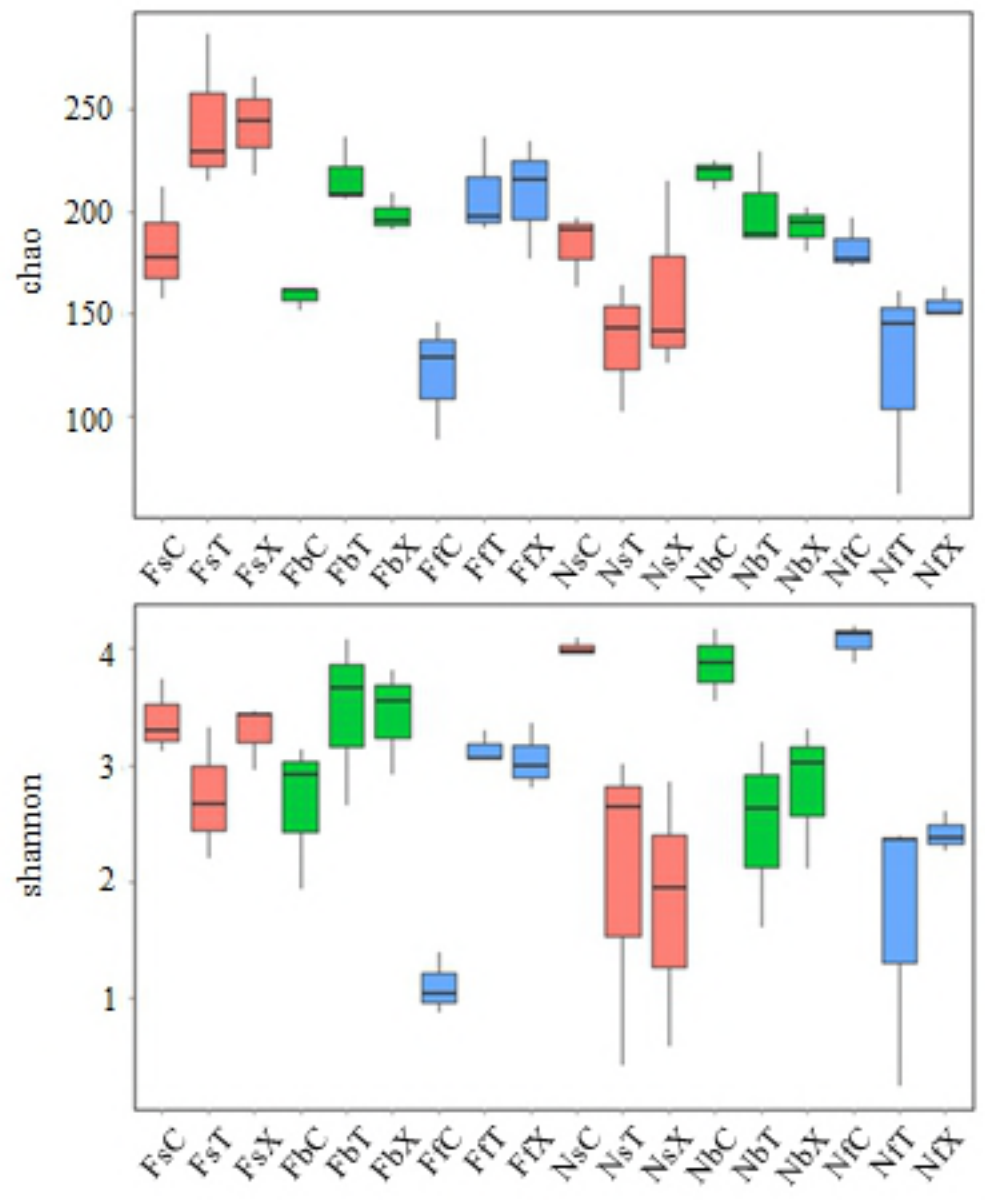 chao
250
200
150
100
FsC FsT FsX FbC FbT FbX FfC FfT FfX NsC NsT NsX NbC NbT NbX NfC NfT NfX
shannon
4
3
2
1
FsC FsT FsX FbC FbT FbX FfC FfT FfX NsC NsT NsX NbC NbT NbX NfC NfT NfX